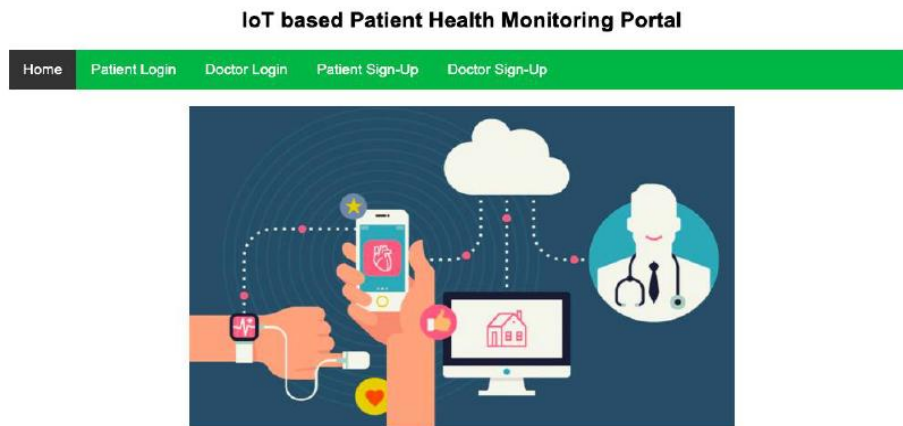 IoT based Patient Health Monitoring Portal
Home Patient Login Doctor Login Patient Sign-Up Doctor Sign-Up